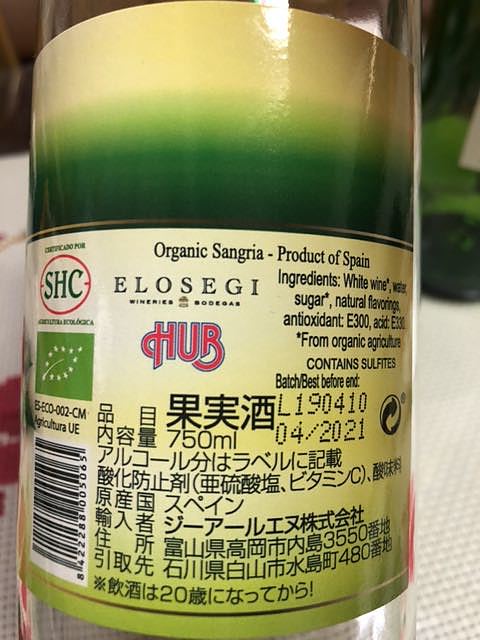 Organic Sangria - Product of Spain
CERTIFICADO POR
SHC
AGRICULTURA ECOLÓGICA
ELOSEGI
WINERIES BODEGAS
HUB
Ingredients: White wine*, water,
sugar*, natural flavorings,
antioxidant: E300, acid: E330
*From organic agriculture
CONTAINS SULFITES
Batch/Best before end:
L190410
04/2021
ES-ECO-002-CM
Agricultura UE
8422288005065
品目 果実酒
内容量 750ml
アルコール分はラベルに記載
酸化防止剤(亜硫酸塩、ビタミンC)、酸味料
原産国 スペイン
輸入者 ジーアールエヌ株式会社
住所 富山県高岡市内島3550番地
引取先 石川県白山市水島町480番地
※飲酒は20歳になってから!